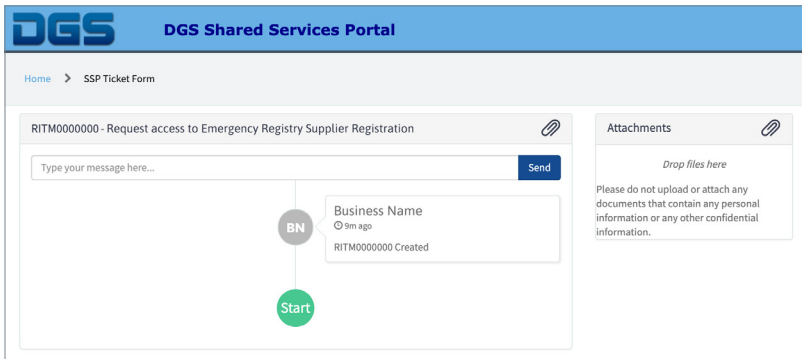 DGS
DGS Shared Services Portal
Home > SSP Ticket Form
RITM0000000 - Request access to Emergency Registry Supplier Registration
Type your message here...
Send
BN
Business Name
9m ago
RITM0000000 Created
Start
Attachments
Drop files here
Please do not upload or attach any
documents that contain any personal
information or any other confidential
information.